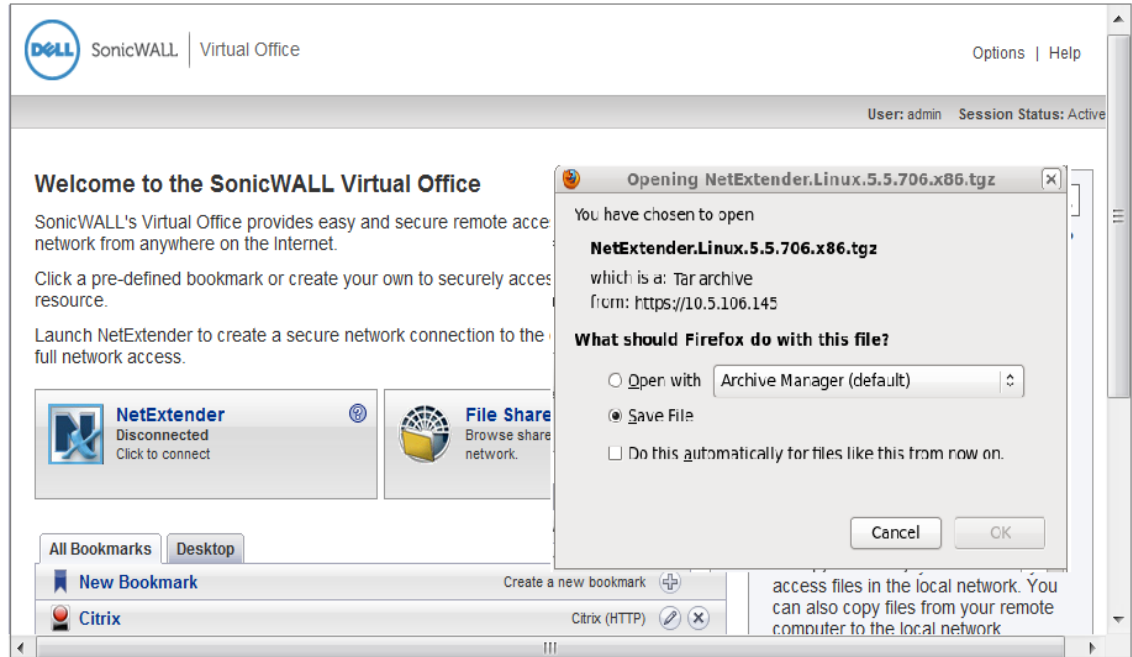 DELL
SonicWALL | Virtual Office
Options | Help
User: admin Session Status: Active
Welcome to the SonicWALL Virtual Office
SonicWALL's Virtual Office provides easy and secure remote acce
network from anywhere on the Internet.
Click a pre-defined bookmark or create your own to securely acces
resource.
Launch NetExtender to create a secure network connection to the
full network access.
NetExtender
Disconnected
Click to connect
File Share
Browse share
network.
All Bookmarks
Desktop
New Bookmark
Create a new bookmark
Citrix
Citrix (HTTP)
Opening NetExtender.Linux.5.5.706.x86.tgz
You have chosen to open
NetExtender.Linux.5.5.706.x86.tgz
which is a: Tar archive
from: https://10.5.106.145
What should Firefox do with this file?
Open with Archive Manager (default)
Save File
Do this automatically for files like this from now on.
Cancel
OK
access files in the local network. You
can also copy files from your remote
computer to the local network